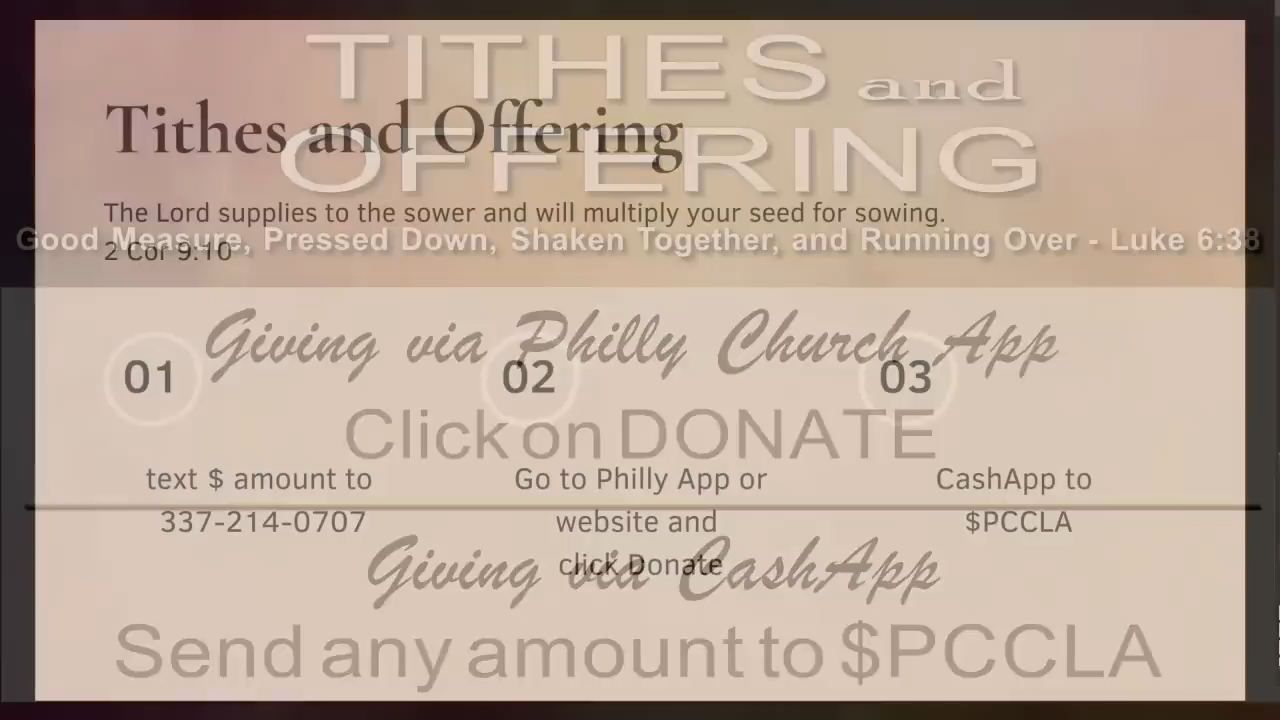 TITHES and
OFFERING
Tithes and Offering
The Lord supplies to the sower and will multiply your seed for sowing.
2 Cor 9:10
Good Measure, Pressed Down, Shaken Together, and Running Over - Luke 6:38
Giving via Philly Church App
01
02
03
Click on DONATE
text $ amount to
337-214-0707
Go to Philly App or
website and
click Donate
CashApp to
$PCCLA
Giving via CashApp
Send any amount to $PCCLA